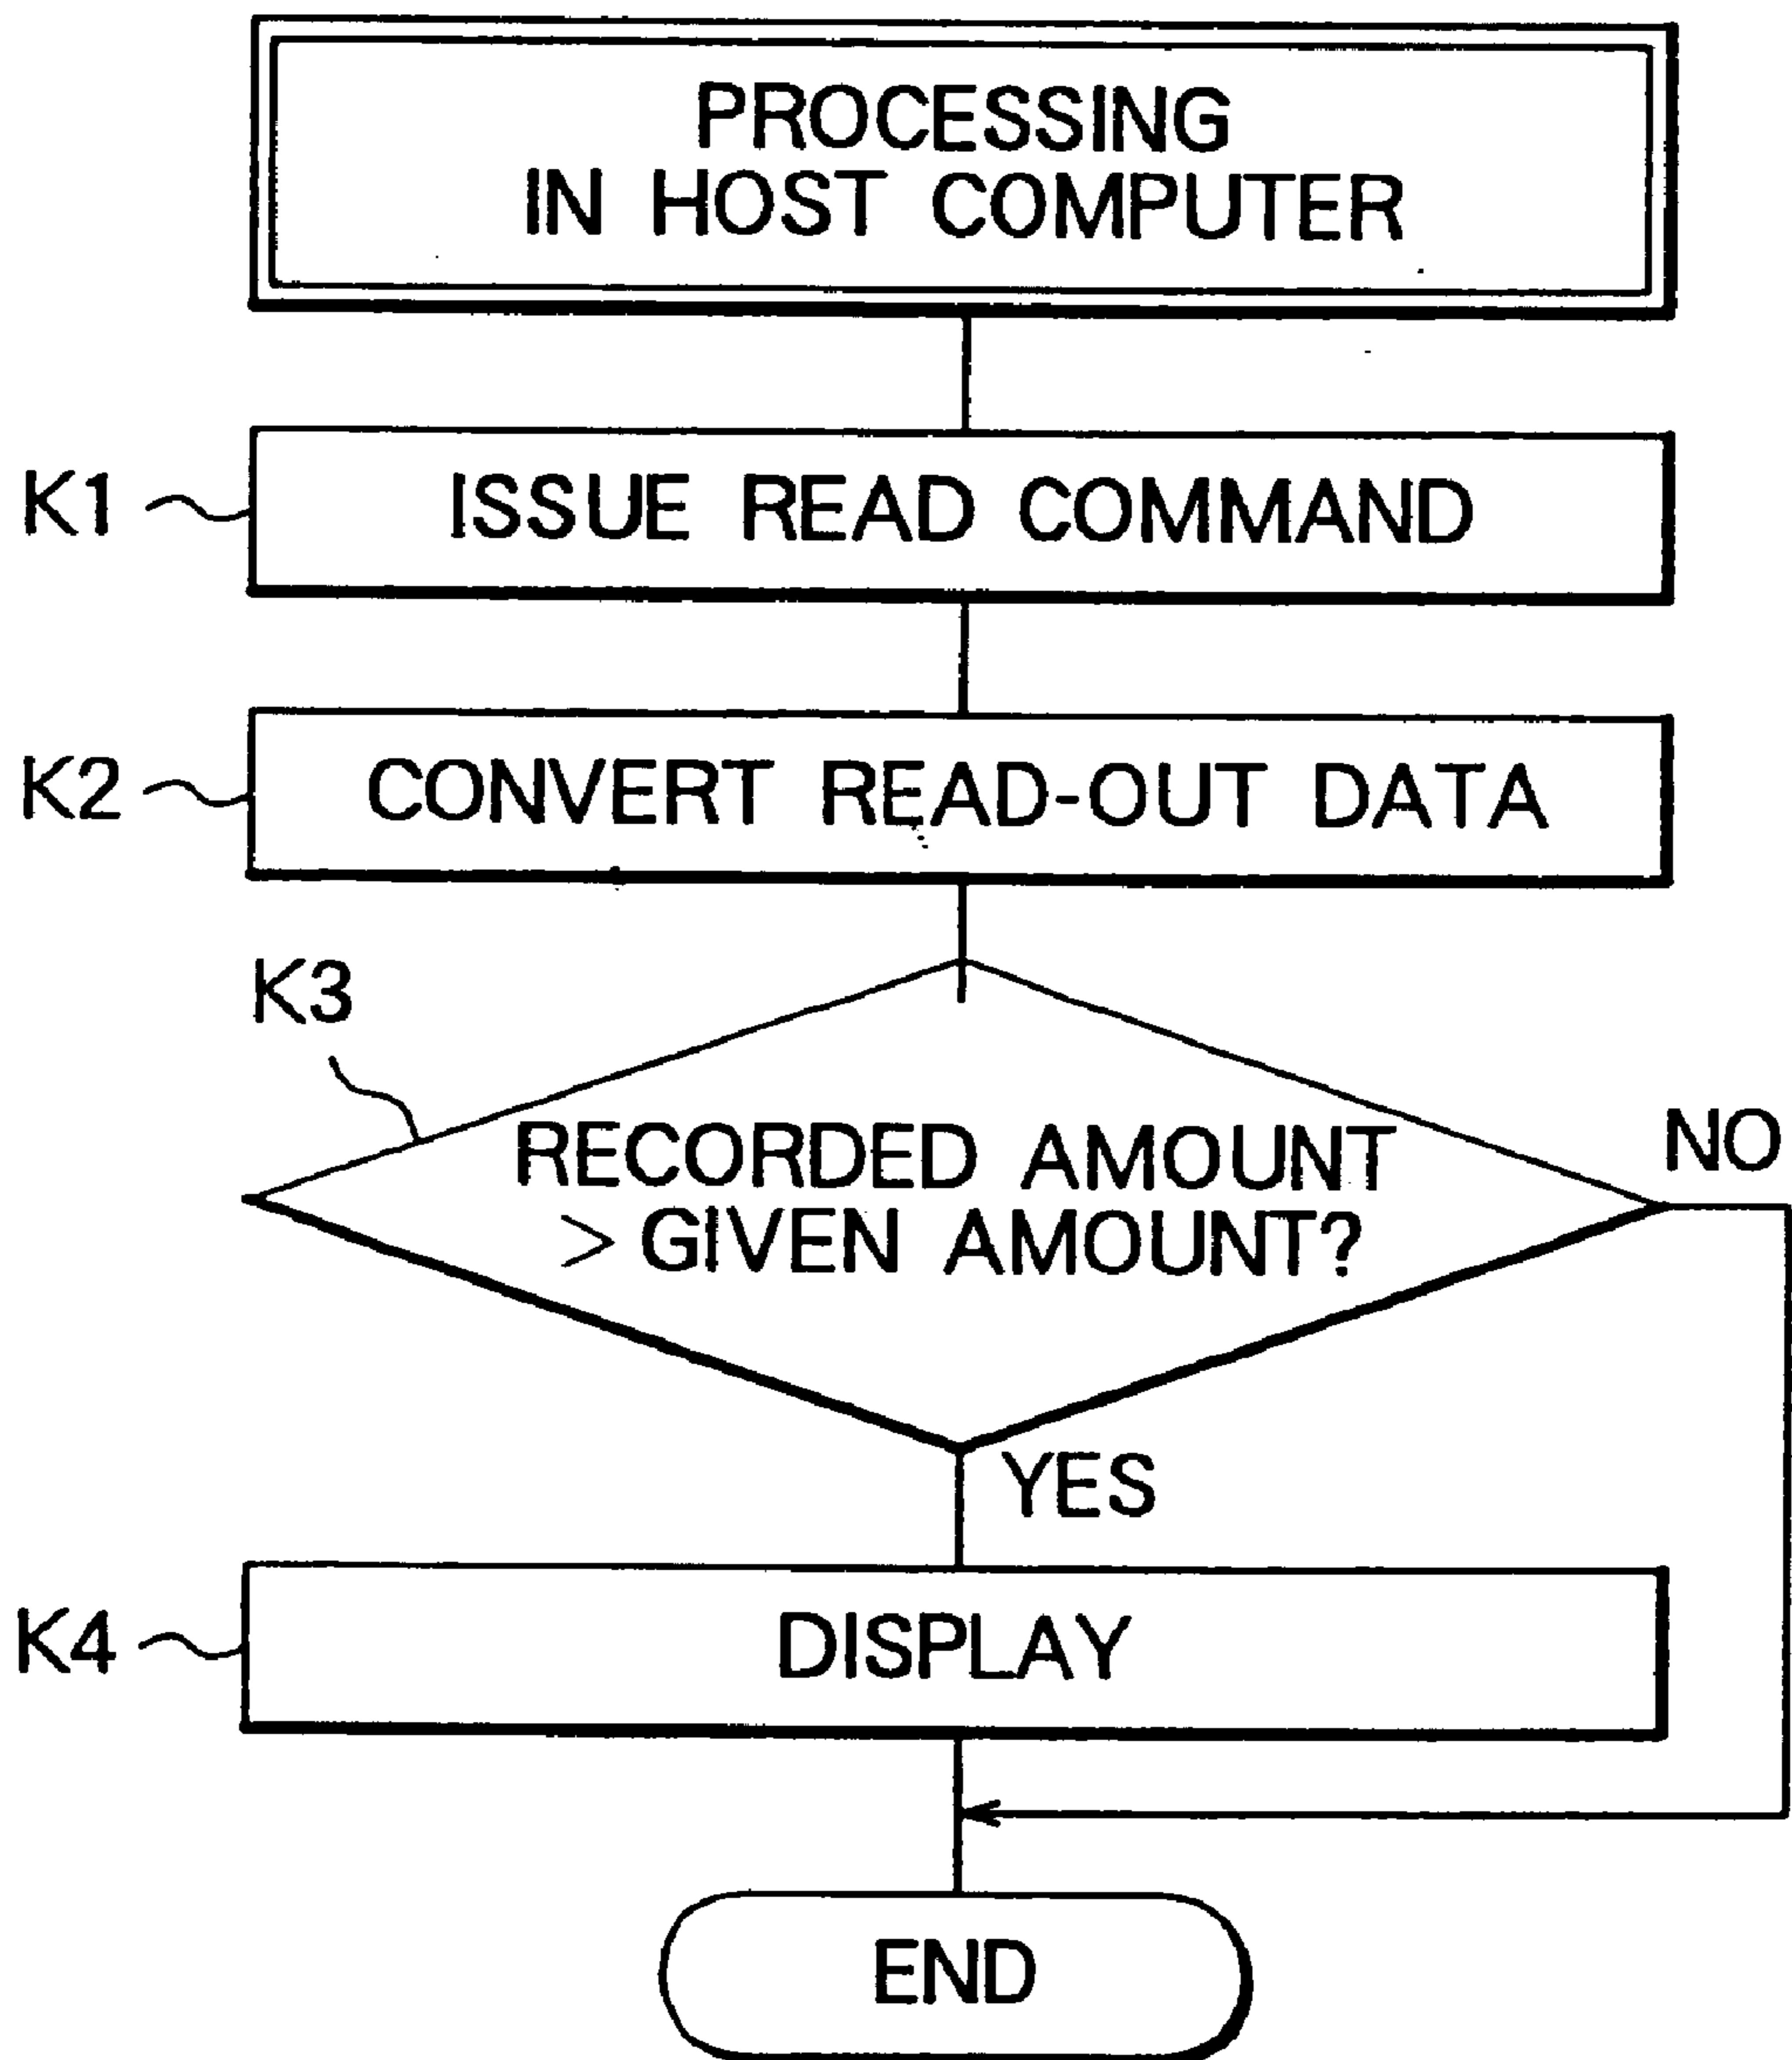 PROCESSING
IN HOST COMPUTER
K1
ISSUE READ COMMAND
K2
CONVERT READ-OUT DATA
K3
RECORDED AMOUNT
> GIVEN AMOUNT?
NO
YES
K4
DISPLAY
END